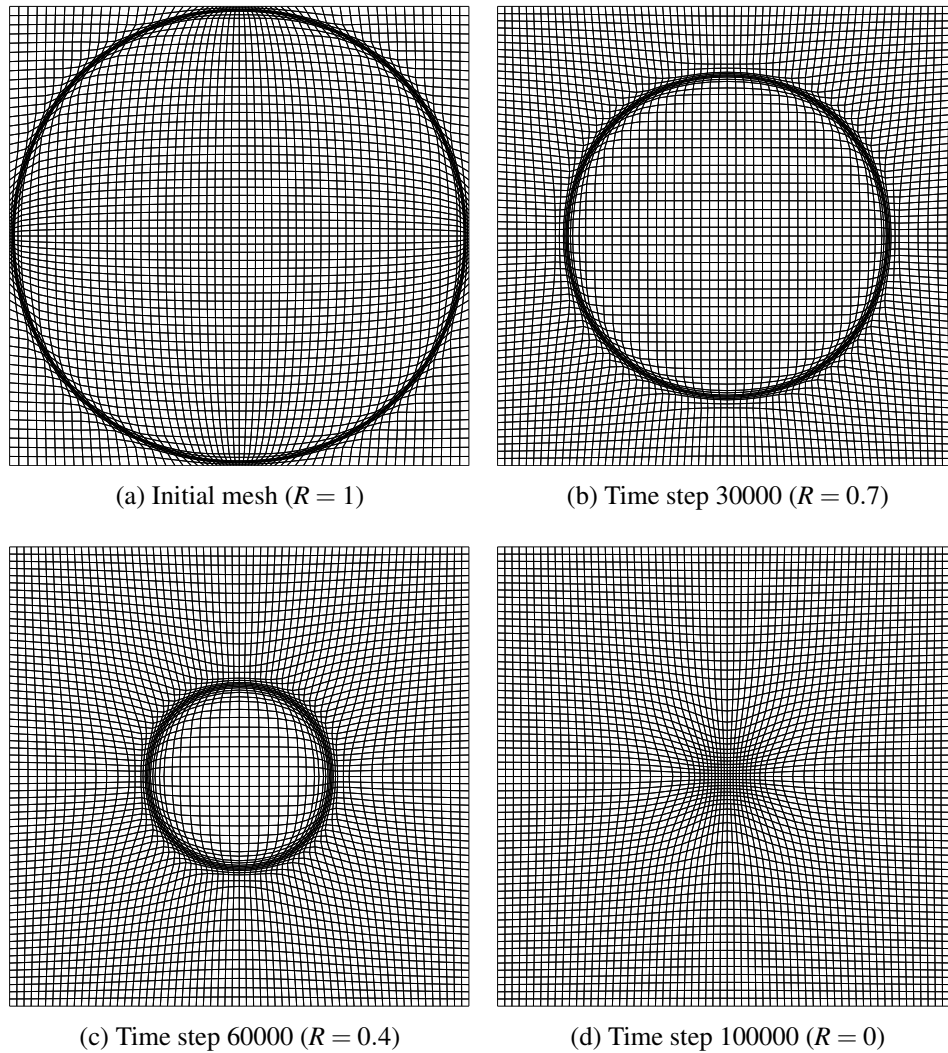 (a) Initial mesh (R = 1)
(b) Time step 30000 (R = 0.7)
(c) Time step 60000 (R = 0.4)
(d) Time step 100000 (R = 0)